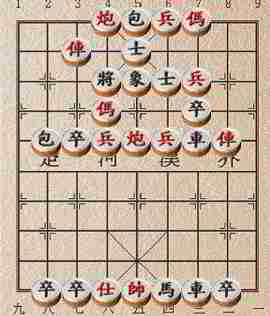 1 2 3 4 5 6 7 8 9
炮 包 兵 傌
俥 士
將 象 士 兵
傌 卒
包 卒 兵 炮 兵 車 俥
河 界
卒 卒 仕 帥 馬 車 卒
九 八 七 六 五 四 三 二 一